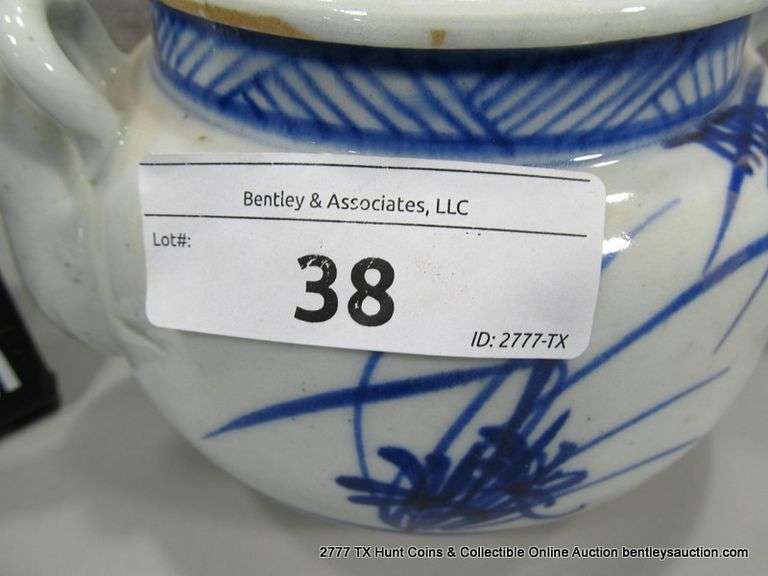 Bentley & Associates, LLC
Lot#:
38
ID: 2777-TX
2777 TX Hunt Coins & Collectible Online Auction bentleysauction.com